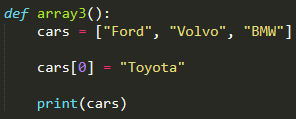 def array3():
    cars = ["Ford", "Volvo", "BMW"]
    cars[0] = "Toyota"
    print(cars)